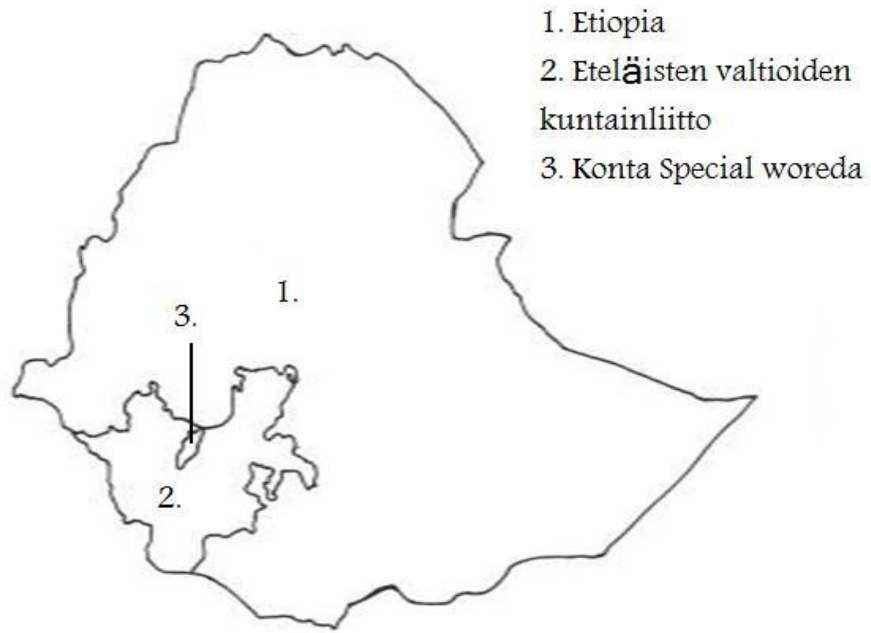 1. Etiopia
2. Eteläisten valtioiden
kuntainliitto
3. Konta Special woreda
1.
3.
2.